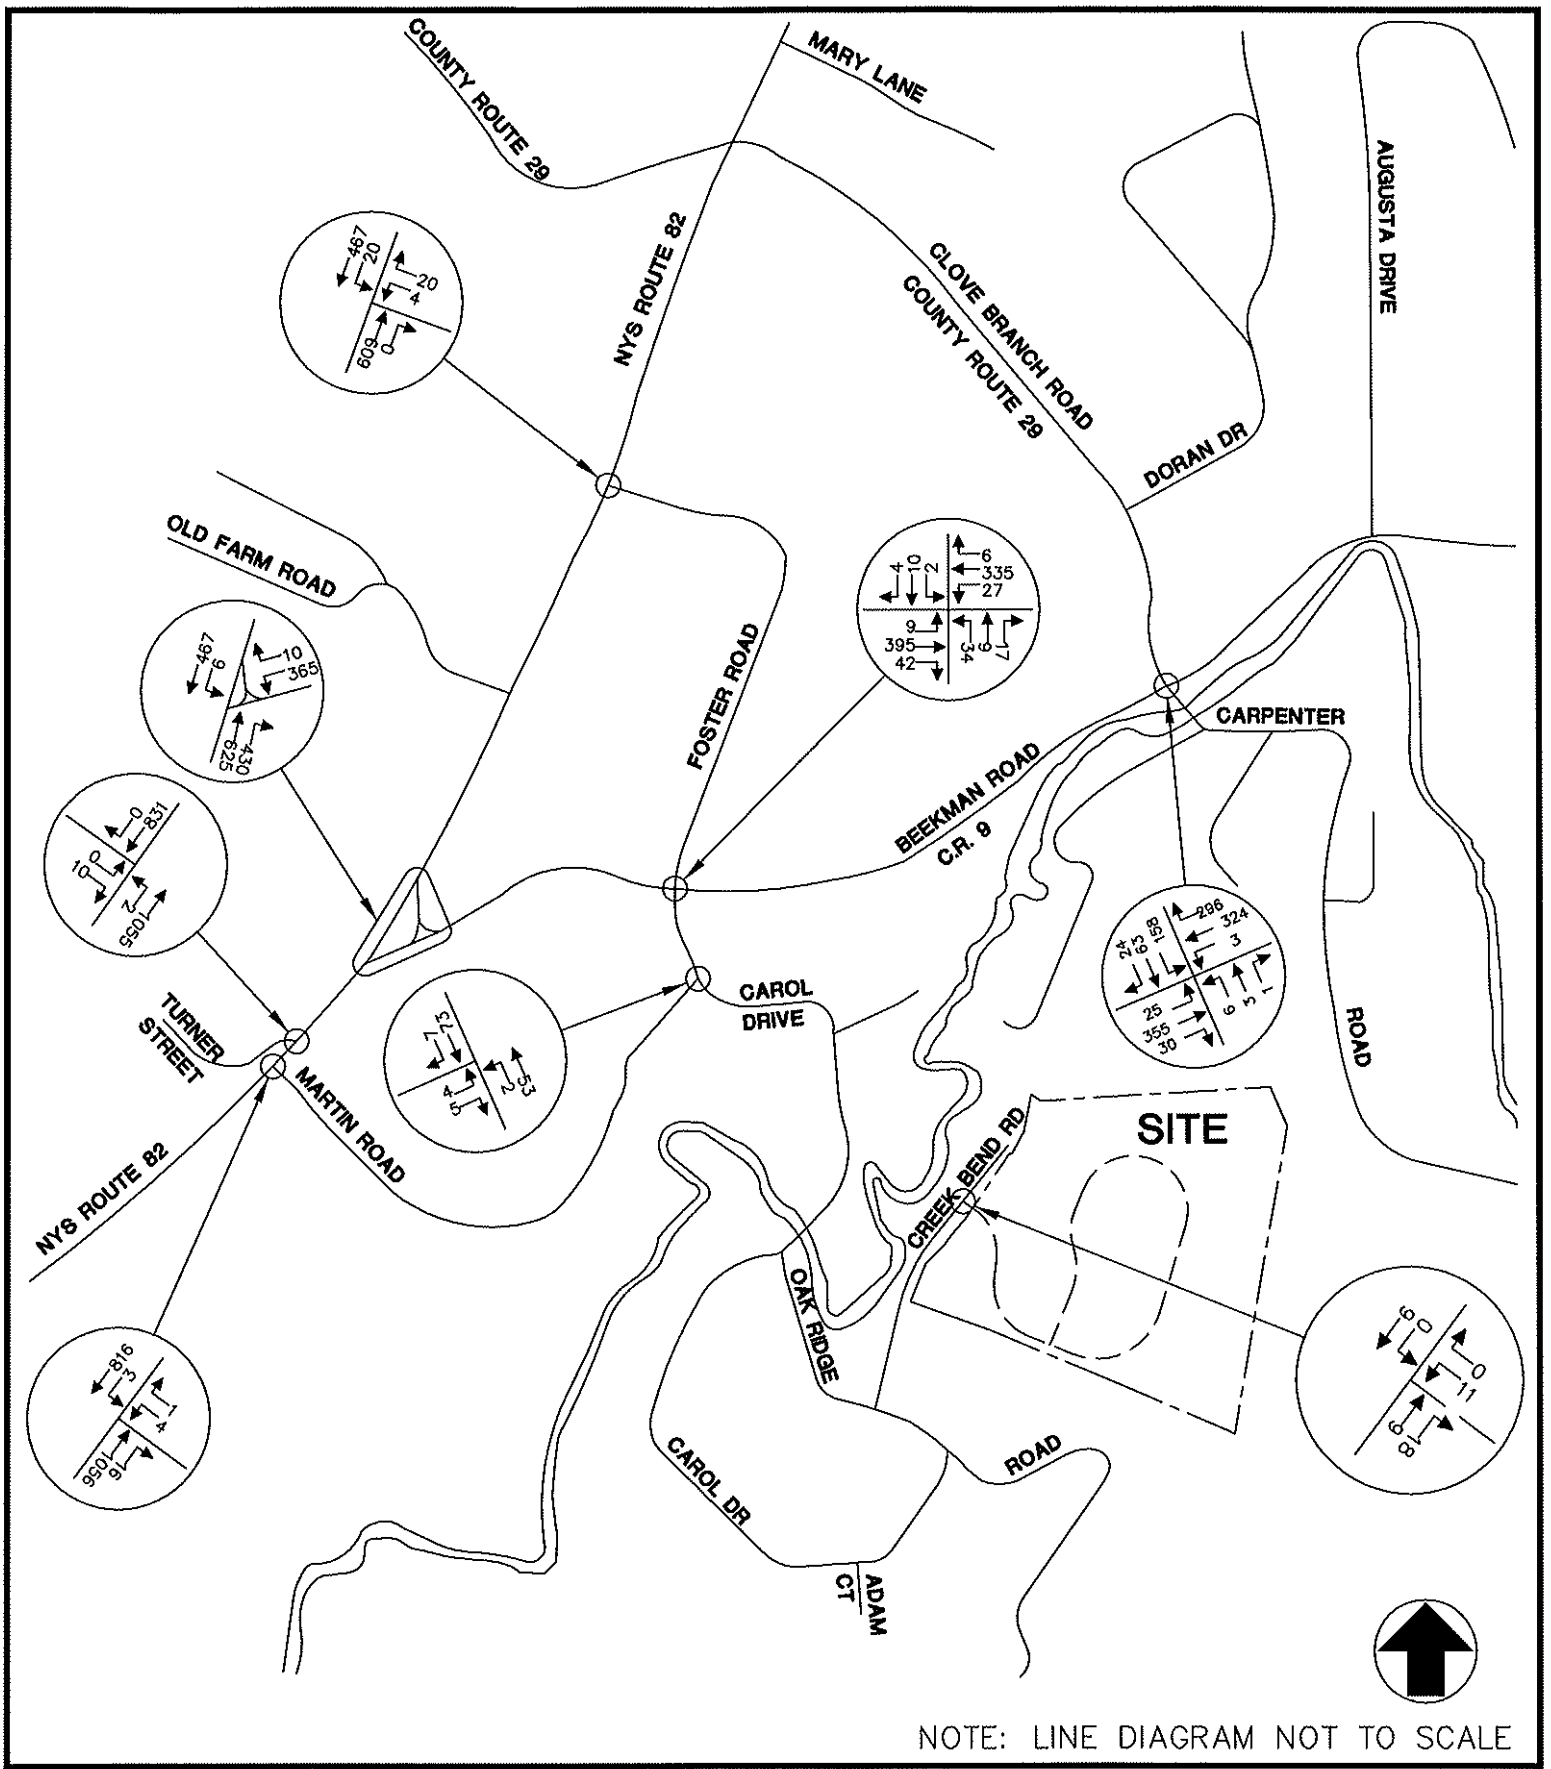 COUNTY ROUTE 29
MARY LANE
NYS ROUTE 82
CLOVE BRANCH ROAD
COUNTY ROUTE 29
AUGUSTA DRIVE
DORAN DR
467
20
20
4
609
0
OLD FARM ROAD
FOSTER ROAD
4
10
2
6
335
27
9
395
42
34
9
17
467
9
10
365
430
625
CARPENTER
ROAD
BEEKMAN ROAD
C.R. 9
0
831
0
10
2
1055
24
63
158
296
324
3
25
355
30
9
3
1
TURNER
STREET
CAROL
DRIVE
73
7
4
5
53
2
MARTIN ROAD
NYS ROUTE 82
SITE
CREEK BEND RD
OAK RIDGE
ROAD
816
3
1
4
1056
16
9
0
0
11
9
18
CAROL DR
ADAM
CT
NOTE: LINE DIAGRAM NOT TO SCALE